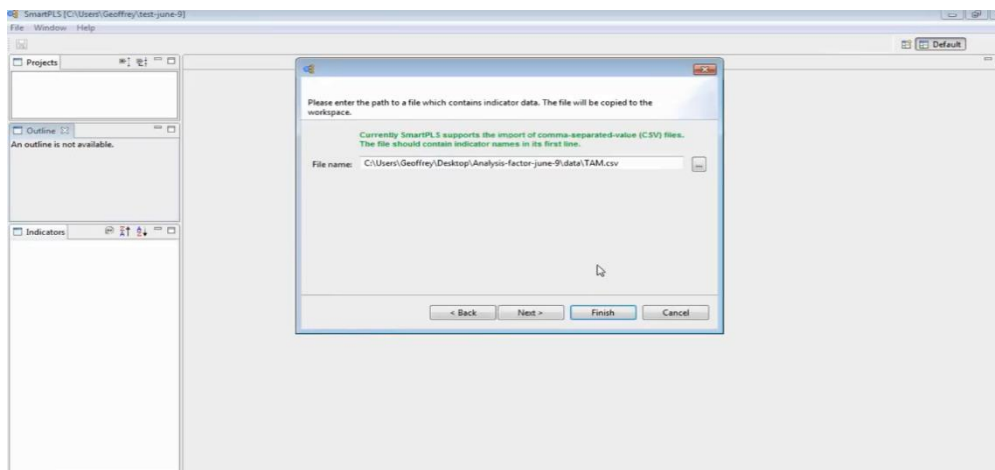 SmartPLS [C:\Users\Geoffrey\test-june-9]
File Window Help
Default
Projects
Outline
An outline is not available.
Indicators
Please enter the path to a file which contains indicator data. The file will be copied to the
workspace.
Currently SmartPLS supports the import of comma-separated-value (CSV) files.
The file should contain indicator names in its first line.
File name: C:\Users\Geoffrey\Desktop\Analysis-factor-june-9\data\TAM.csv
...
< Back Next > Finish Cancel